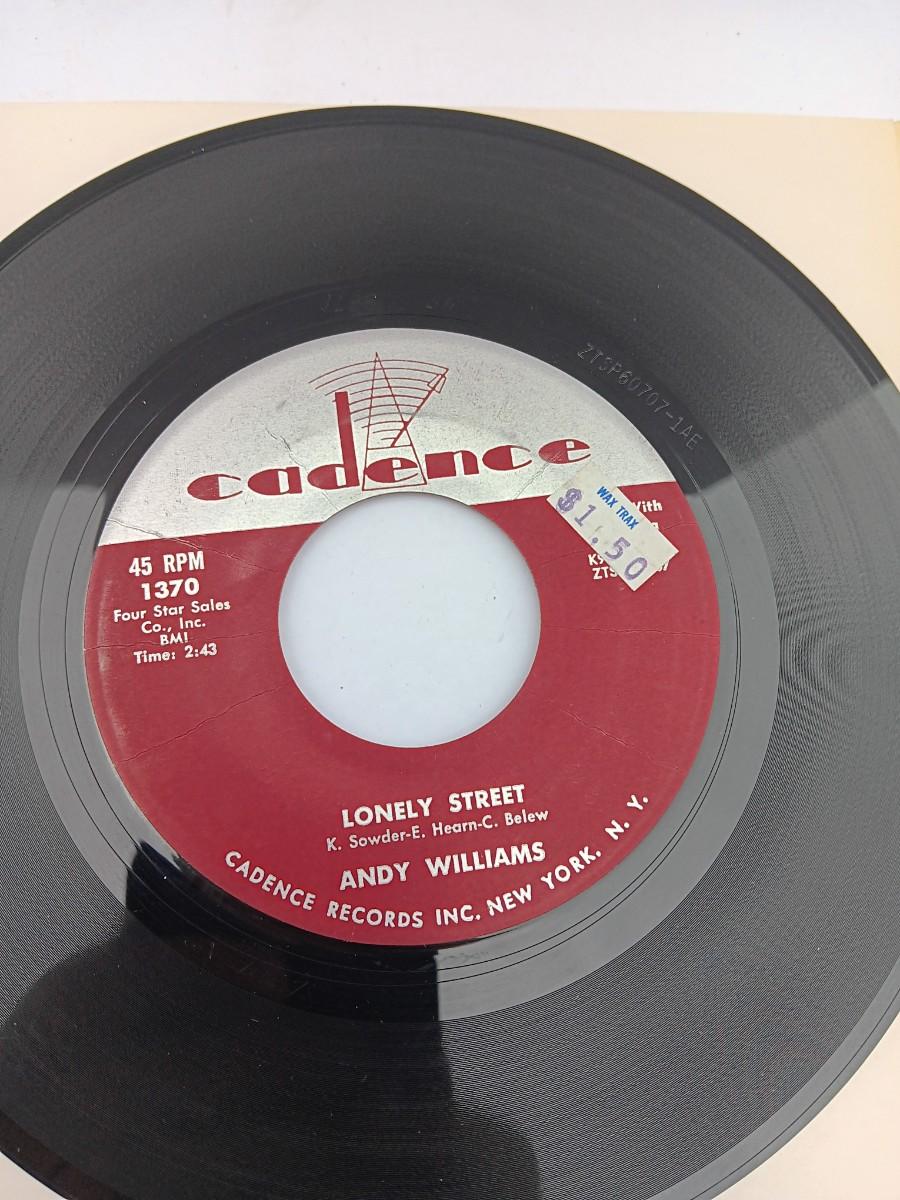 ZTSP60707-1AE
cadence
WAX TRAX
$1.50
With
45 RPM
1370
Four Star Sales
Co., Inc.
BMI
Time: 2:43
LONELY STREET
K. Sowder-E. Hearn-C. Belew
ANDY WILLIAMS
CADENCE RECORDS INC. NEW YORK, N. Y.